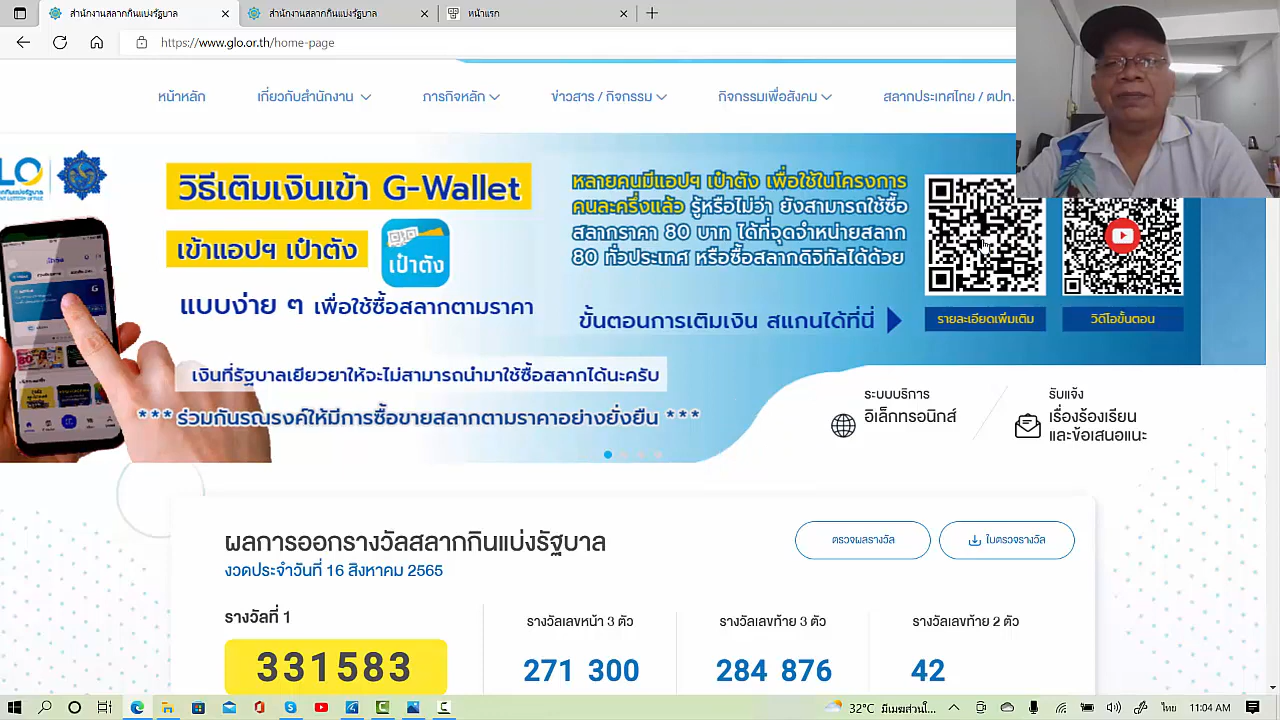 สำนักงานสลากกินแบ่งรัฐบาล
สำนักงานสลากกินแบ่งรัฐบาล
หน้าแรก
https://www.glo.or.th/home-page
หน้าหลัก
เกี่ยวกับสำนักงาน
ภารกิจหลัก
ข่าวสาร / กิจกรรม
กิจกรรมเพื่อสังคม
สลากประเทศไทย / ตปท.
วิธีเติมเงินเข้า G-Wallet
เข้าแอปฯ เป๋าตัง
เป๋าตัง
แบบง่าย ๆ เพื่อใช้ซื้อสลากตามราคา
หลายคนมีแอปฯ เป๋าตัง เพื่อใช้ในโครงการ
คนละครึ่งแล้ว รู้หรือไม่ว่า ยังสามารถใช้ซื้อ
สลากราคา 80 บาท ได้ที่จุดจำหน่ายสลาก
80 ทั่วประเทศ หรือซื้อสลากดิจิทัลได้ด้วย
ขั้นตอนการเติมเงิน สแกนได้ที่นี่
รายละเอียดเพิ่มเติม
วิดีโอขั้นตอน
เงินที่รัฐบาลเยียวยาให้จะไม่สามารถนำมาใช้ซื้อสลากได้นะครับ
*** ร่วมกันรณรงค์ให้มีการซื้อขายสลากตามราคาอย่างยั่งยืน ***
ระบบบริการ
อิเล็กทรอนิกส์
รับแจ้ง
เรื่องร้องเรียน
และข้อเสนอแนะ
ผลการออกรางวัลสลากกินแบ่งรัฐบาล
งวดประจำวันที่ 16 สิงหาคม 2565
ตรวจผลรางวัล
ใบตรวจรางวัล
รางวัลที่ 1
331583
รางวัลเลขหน้า 3 ตัว
271 300
รางวัลเลขท้าย 3 ตัว
284 876
รางวัลเลขท้าย 2 ตัว
42
32°C มีเมฆส่วนให...
11:04 AM